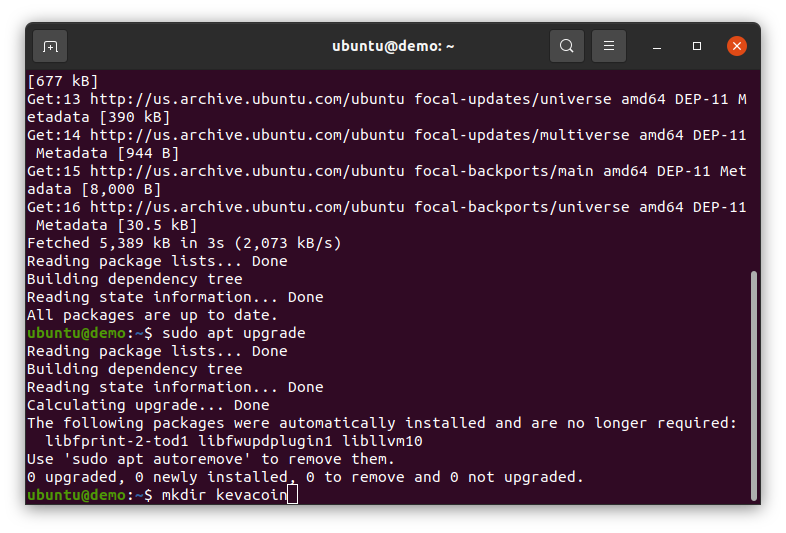 ubuntu@demo: ~
[677 kB]
Get:13 http://us.archive.ubuntu.com/ubuntu focal-updates/universe amd64 DEP-11 M
etadata [390 kB]
Get:14 http://us.archive.ubuntu.com/ubuntu focal-updates/multiverse amd64 DEP-11
 Metadata [944 B]
Get:15 http://us.archive.ubuntu.com/ubuntu focal-backports/main amd64 DEP-11 Met
adata [8,000 B]
Get:16 http://us.archive.ubuntu.com/ubuntu focal-backports/universe amd64 DEP-11
 Metadata [30.5 kB]
Fetched 5,389 kB in 3s (2,073 kB/s)
Reading package lists... Done
Building dependency tree
Reading state information... Done
All packages are up to date.
ubuntu@demo:~$ sudo apt upgrade
Reading package lists... Done
Building dependency tree
Reading state information... Done
Calculating upgrade... Done
The following packages were automatically installed and are no longer required:
  libfprint-2-tod1 libfwupdplugin1 libllvm10
Use 'sudo apt autoremove' to remove them.
0 upgraded, 0 newly installed, 0 to remove and 0 not upgraded.
ubuntu@demo:~$ mkdir kevacoin